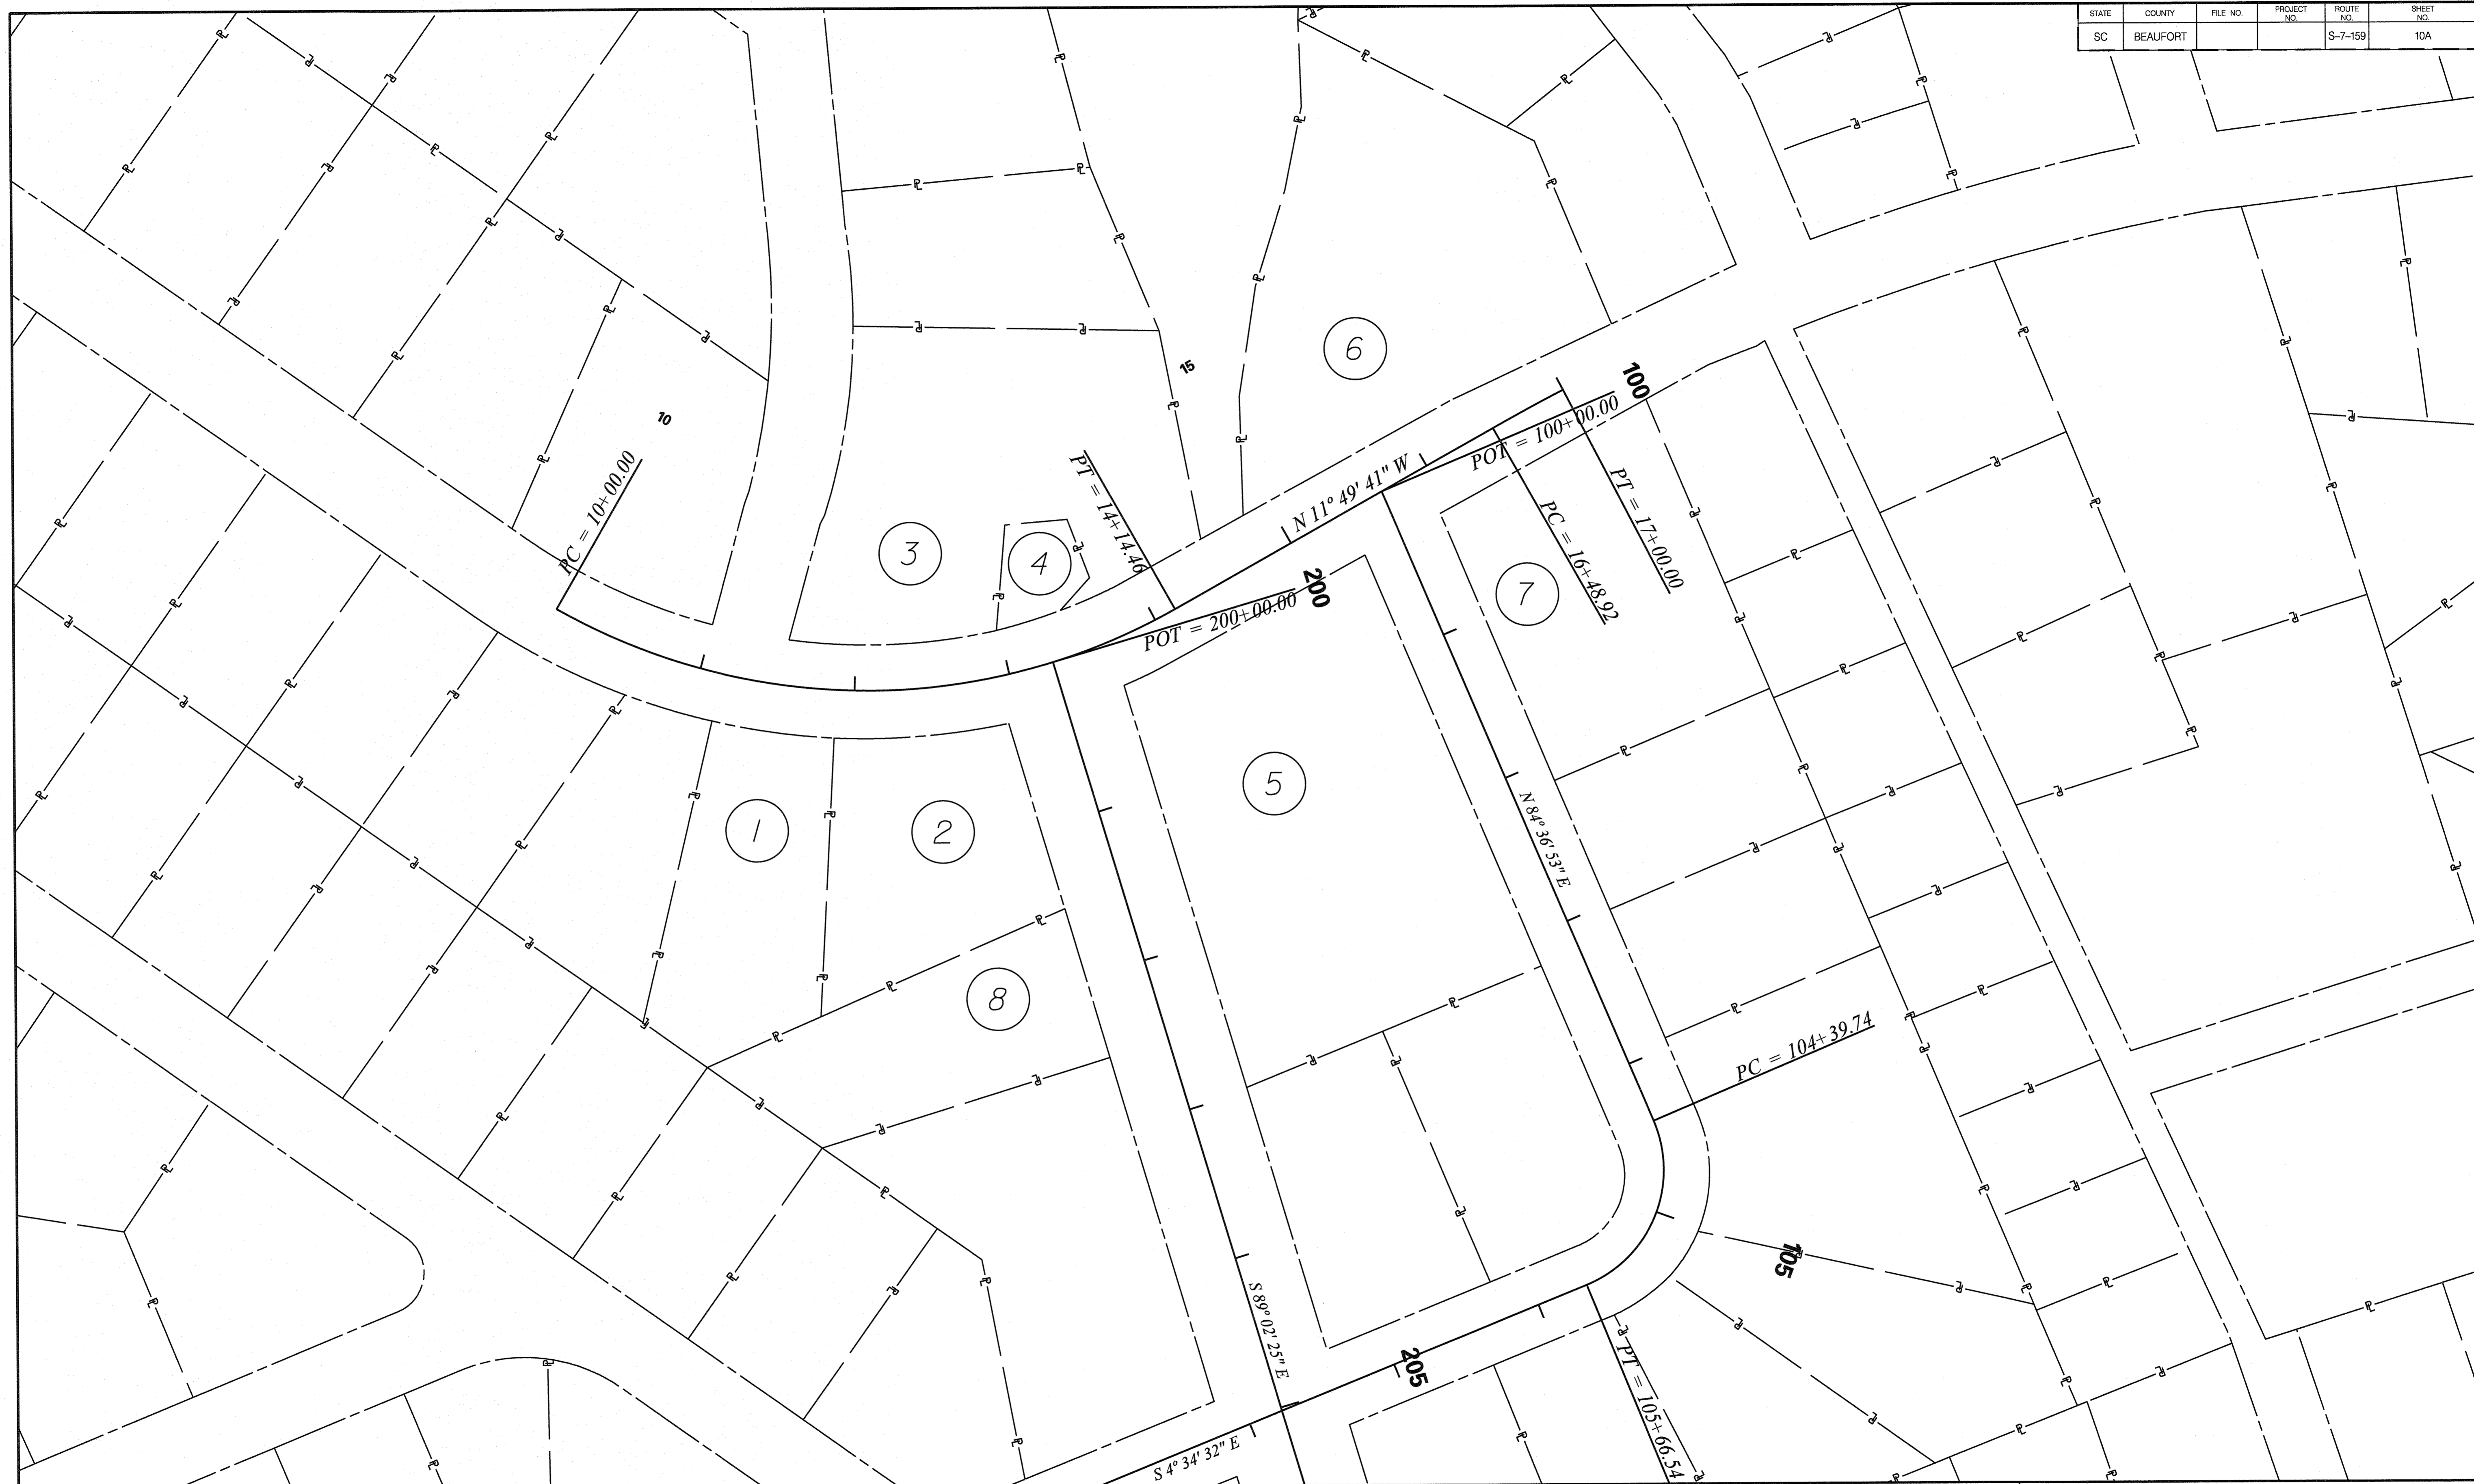 STATE COUNTY FILE NO. PROJECT NO. ROUTE NO. SHEET NO.
SC BEAUFORT S-7-159 10A
6
15
100
10
POT = 100+00.00
N 11° 49' 41" W
PT = 17+00.00
PC = 10+00.00
PT = 14+14.46
PC = 16+48.92
3
4
200
7
POT = 200+00.00
5
1
2
N 84° 36' 53" E
8
PC = 104+39.74
105
S 89° 02' 25" E
205
PT = 105+66.54
S 4° 34' 32" E